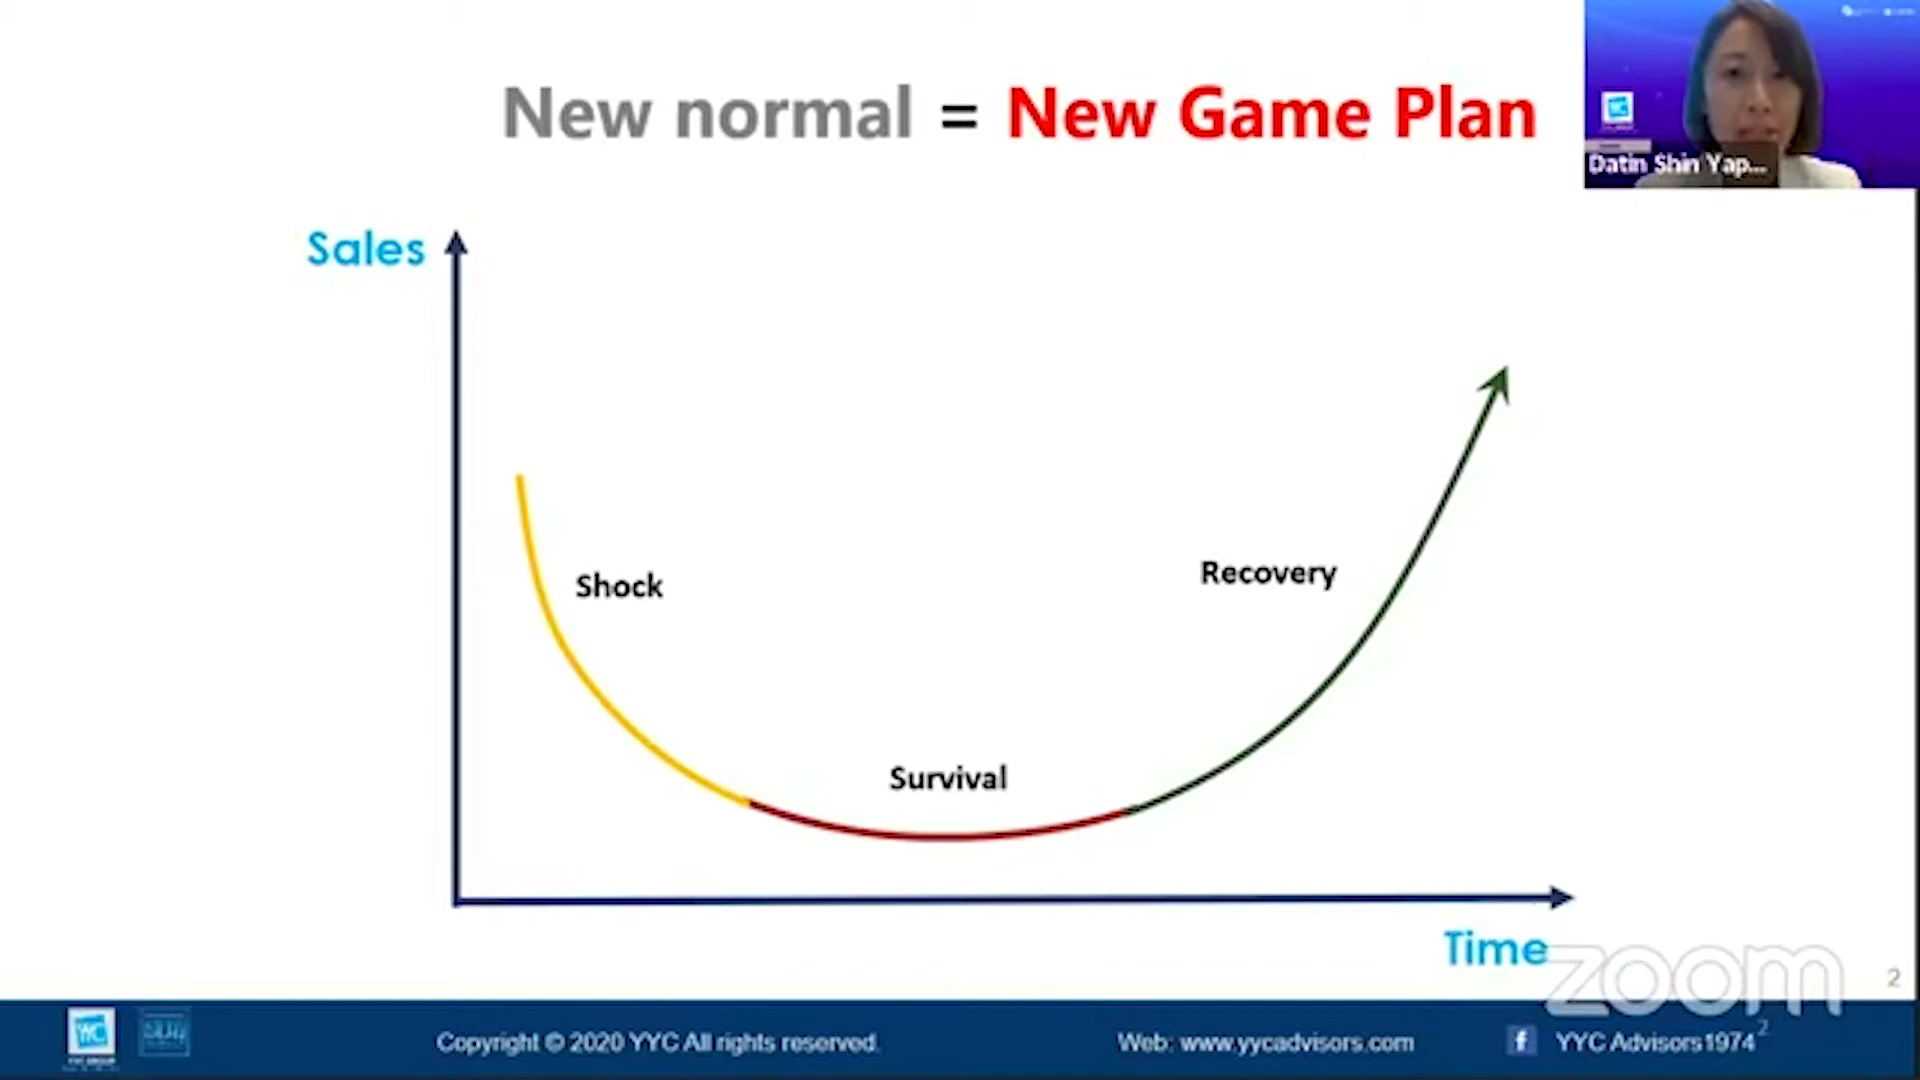 New normal = New Game Plan
Datin Shin Yap...
Sales
Shock
Recovery
Survival
Time
zoom
2
Copyright © 2020 YYC All rights reserved.
Web: www.yycadvisors.com
f
YYC Advisors1974
2